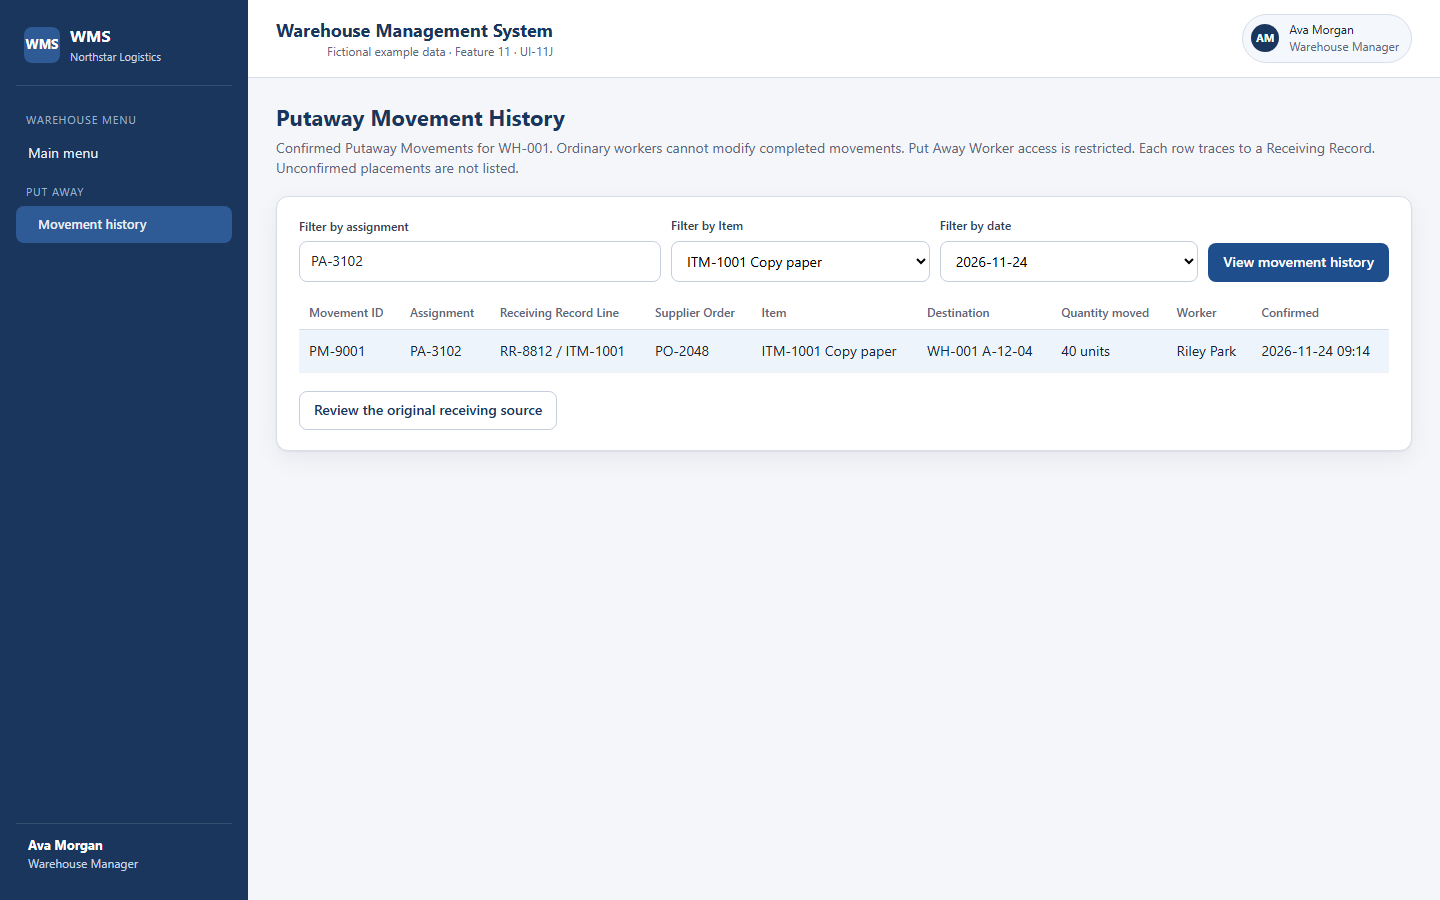 WMS
WMS
Northstar Logistics
WAREHOUSE MENU
Main menu
PUT AWAY
Movement history
Ava Morgan
Warehouse Manager
Warehouse Management System
Fictional example data · Feature 11 · UI-11J
AM
Ava Morgan
Warehouse Manager
Putaway Movement History
Confirmed Putaway Movements for WH-001. Ordinary workers cannot modify completed movements. Put Away Worker access is restricted. Each row traces to a Receiving Record.
Unconfirmed placements are not listed.
Filter by assignment Filter by Item Filter by date
PA-3102 ITM-1001 Copy paper 2026-11-24 View movement history
Movement ID Assignment Receiving Record Line Supplier Order Item Destination Quantity moved Worker Confirmed
PM-9001 PA-3102 RR-8812 / ITM-1001 PO-2048 ITM-1001 Copy paper WH-001 A-12-04 40 units Riley Park 2026-11-24 09:14
Review the original receiving source